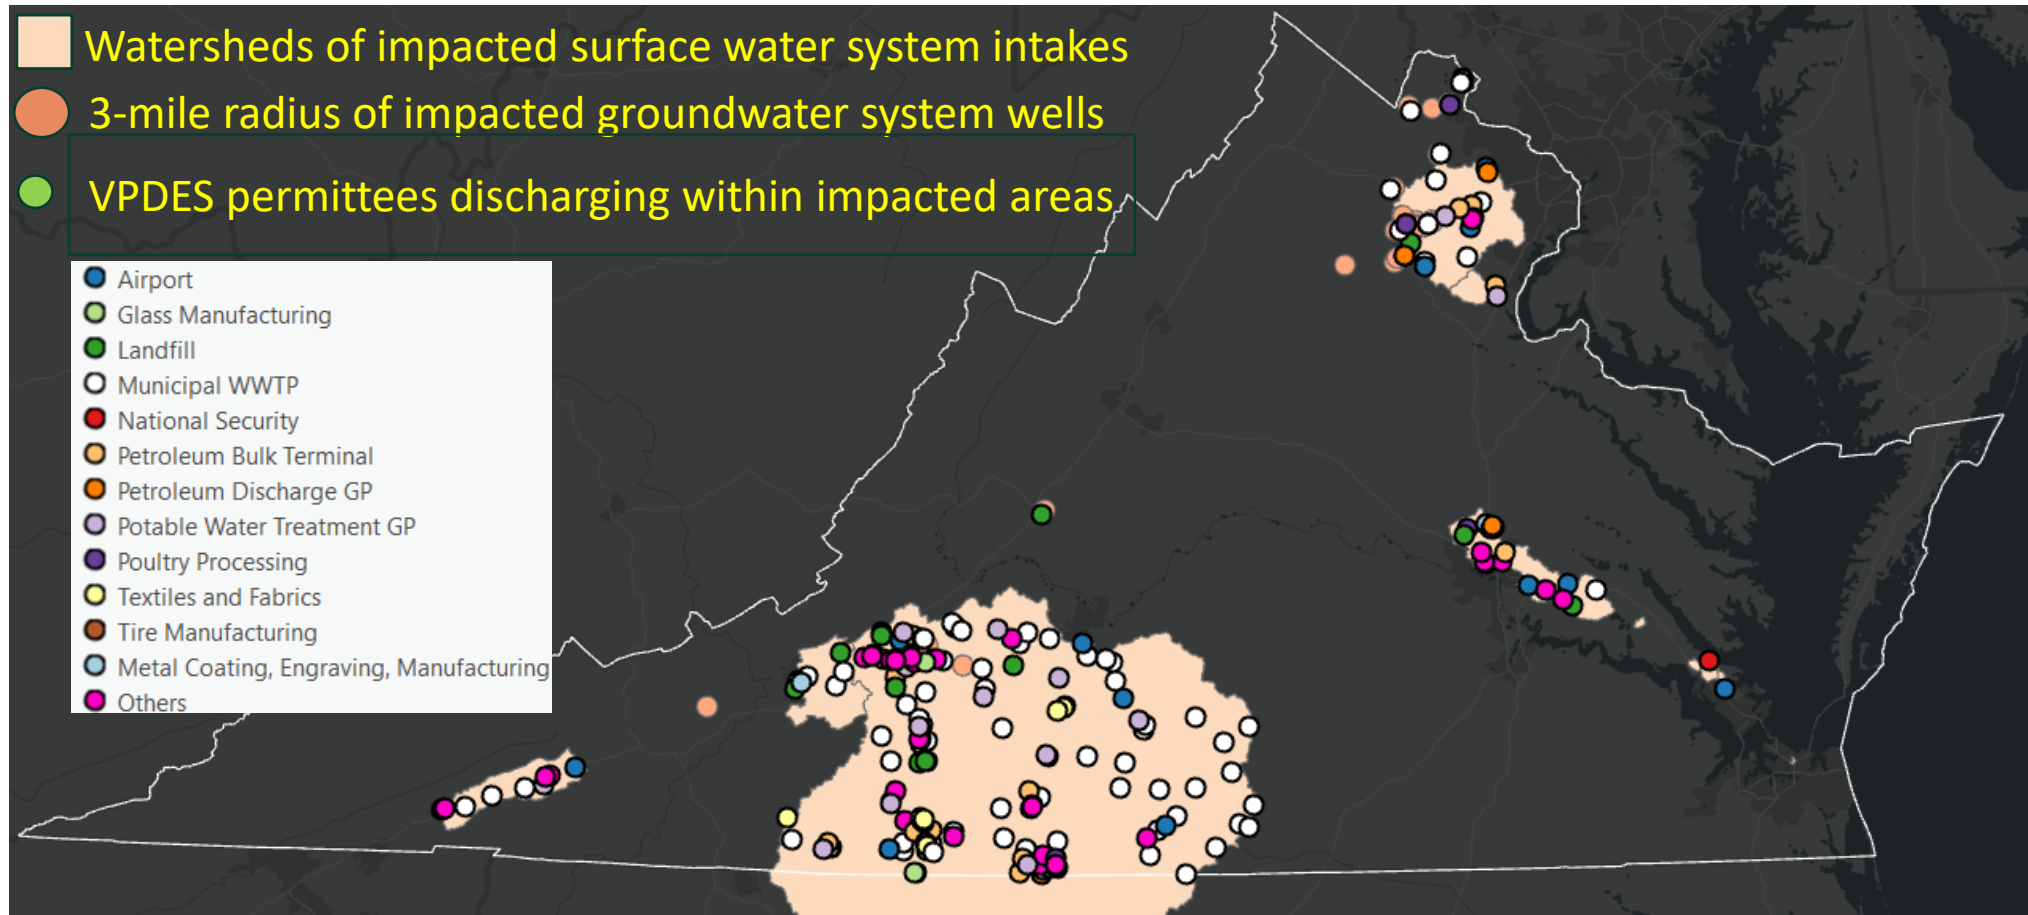 Watersheds of impacted surface water system intakes
3-mile radius of impacted groundwater system wells
VPDES permittees discharging within impacted areas
Airport
Glass Manufacturing
Landfill
Municipal WWTP
National Security
Petroleum Bulk Terminal
Petroleum Discharge GP
Potable Water Treatment GP
Poultry Processing
Textiles and Fabrics
Tire Manufacturing
Metal Coating, Engraving, Manufacturing
Others